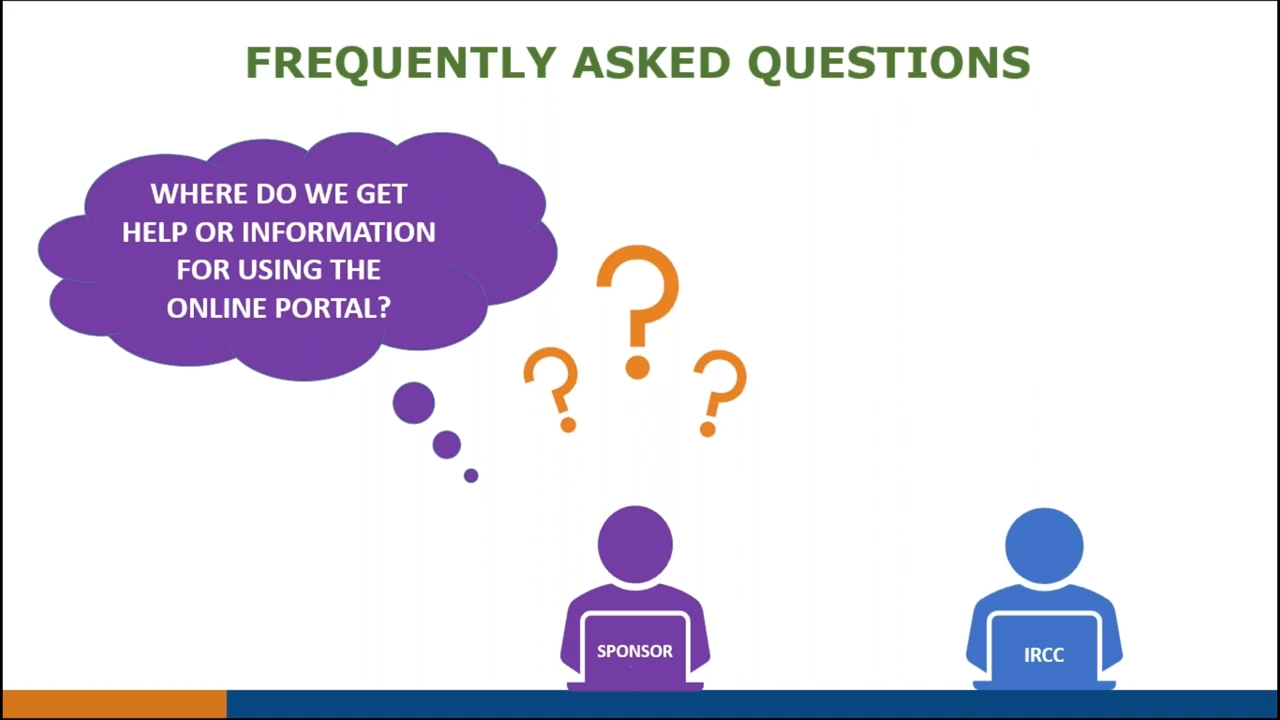 FREQUENTLY ASKED QUESTIONS
WHERE DO WE GET
HELP OR INFORMATION
FOR USING THE
ONLINE PORTAL?
SPONSOR
IRCC